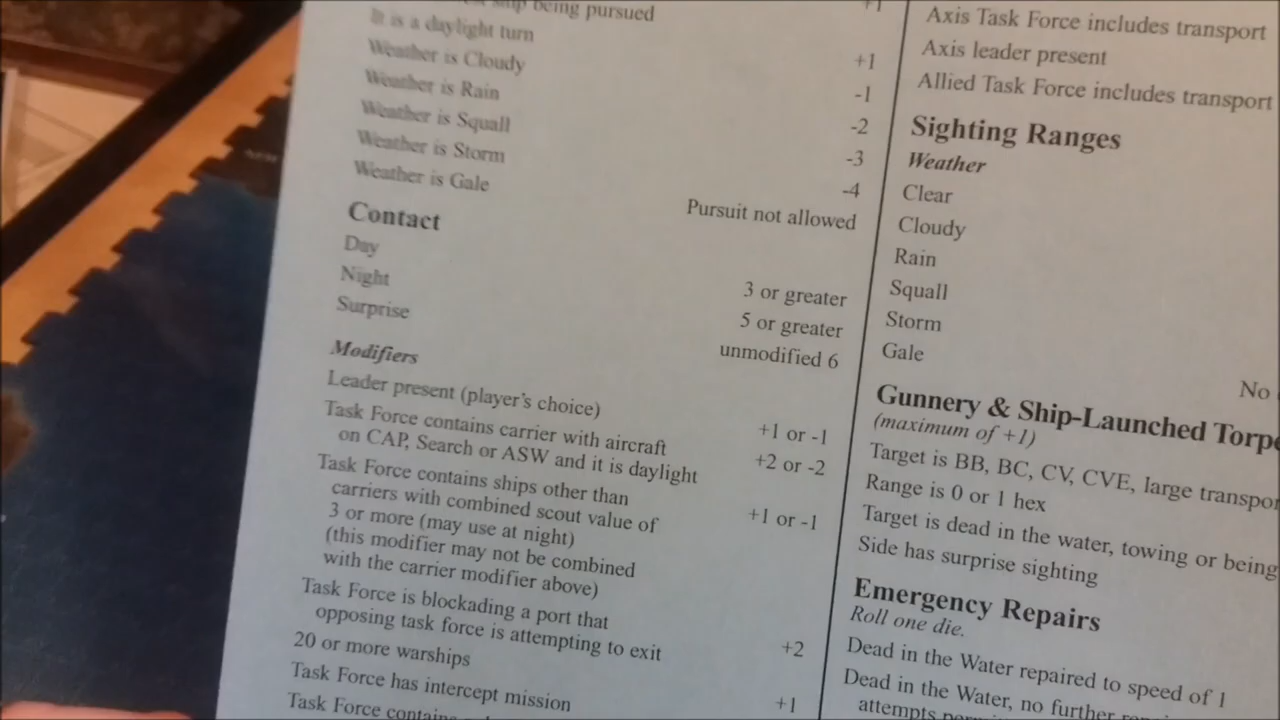 ship being pursued +1
It is a daylight turn +1
Weather is Cloudy -1
Weather is Rain -2
Weather is Squall -3
Weather is Storm -4
Weather is Gale Pursuit not allowed
Contact
Day 3 or greater
Night 5 or greater
Surprise unmodified 6
Modifiers
Leader present (player's choice) +1 or -1
Task Force contains carrier with aircraft +2 or -2
on CAP, Search or ASW and it is daylight
Task Force contains ships other than +1 or -1
carriers with combined scout value of
3 or more (may use at night)
(this modifier may not be combined
with the carrier modifier above)
Task Force is blockading a port that +2
opposing task force is attempting to exit
20 or more warships +1
Task Force has intercept mission
Task Force
Axis Task Force includes transport
Axis leader present
Allied Task Force includes transport
Sighting Ranges
Weather
Clear
Cloudy
Rain
Squall
Storm
Gale No
Gunnery & Ship-Launched
(maximum of +1)
Target is BB, BC, CV, CVE, large
Range is 0 or 1 hex
Target is dead in the water, towing or being
Side has surprise sighting
Emergency Repairs
Roll one die.
Dead in the Water repaired to speed of 1
Dead in the Water, no further
attempts